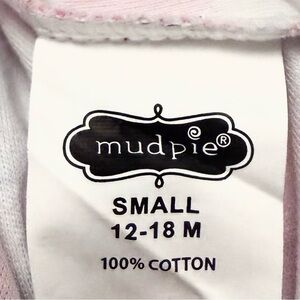 mudpie®
SMALL
12-18 M
100% COTTON